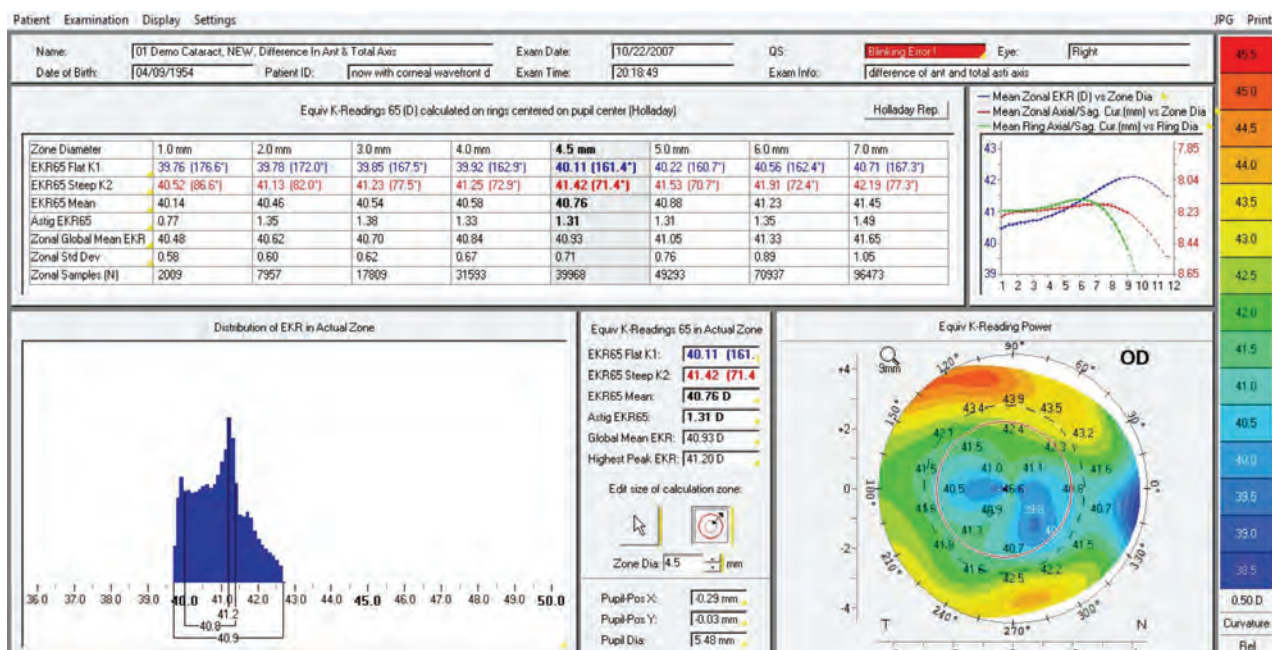 Patient Examination Display Settings JPG Print
Name: 01 Demo Cataract, NEW, Difference In Ant & Total Axis Exam Date: 10/22/2007 QS: Blinking Error! Eye: Right
Date of Birth: 04/09/1954 Patient ID: now with corneal wavefront d Exam Time: 20:18:49 Exam Info: difference of ant and total asti axis
Equiv K-Readings 65 (D) calculated on rings centered on pupil center (Holladay) Holladay Rep.
Zone Diameter 1.0 mm 2.0 mm 3.0 mm 4.0 mm 4.5 mm 5.0 mm 6.0 mm 7.0 mm
EKR65 Flat K1 39.76 (176.6°) 39.78 (172.0°) 39.85 (167.5°) 39.92 (162.9°) 40.11 (161.4°) 40.22 (160.7°) 40.56 (162.4°) 40.71 (167.3°)
EKR65 Steep K2 40.52 (86.6°) 41.13 (82.0°) 41.23 (77.5°) 41.25 (72.9°) 41.42 (71.4°) 41.53 (70.7°) 41.91 (72.4°) 42.19 (77.3°)
EKR65 Mean 40.14 40.46 40.54 40.58 40.76 40.88 41.23 41.45
Astig EKR65 0.77 1.35 1.38 1.33 1.31 1.31 1.35 1.49
Zonal Global Mean EKR 40.48 40.62 40.70 40.84 40.93 41.05 41.33 41.65
Zonal Std Dev 0.58 0.60 0.62 0.67 0.71 0.76 0.89 1.05
Zonal Samples (N) 2009 7957 17809 31593 39968 49293 70937 96473
Mean Zonal EKR (D) vs Zone Dia
Mean Zonal Axial/Sag. Cur.(mm) vs Zone Dia
Mean Ring Axial/Sag. Cur.(mm) vs Ring Dia
43 7.85
42 8.04
41 8.23
40 8.44
39 8.65
1 2 3 4 5 6 7 8 9 10 11 12
Distribution of EKR in Actual Zone
36.0 37.0 38.0 39.0 40.0 41.0 42.0 43.0 44.0 45.0 46.0 47.0 48.0 49.0 50.0
41.2
40.8
40.9
Equiv K-Readings 65 in Actual Zone
EKR65 Flat K1: 40.11 (161.
EKR65 Steep K2: 41.42 (71.4
EKR65 Mean: 40.76 D
Astig EKR65: 1.31 D
Global Mean EKR: 40.93 D
Highest Peak EKR: 41.20 D
Edit size of calculation zone:
Zone Dia: 4.5 mm
Pupil-Pos X: -0.29 mm
Pupil-Pos Y: -0.03 mm
Pupil Dia: 5.48 mm
Equiv K-Reading Power
9mm OD
90°
120° 60°
150° 30°
180° 0°
210° 330°
240° 300°
270°
+4
+2
0
-2
-4
43.9
43.4 43.5
42.1 42.4 43.2
41.5 42.3
41.5 41.0 41.1 41.6
40.5 40.8 40.7
41.3 39.8
41.9 40.7 41.5
41.6 42.5 42.2
T N
45.5
45.0
44.5
44.0
43.5
43.0
42.5
42.0
41.5
41.0
40.5
40.0
39.5
39.0
38.5
0.50 D
Curvature
Rel